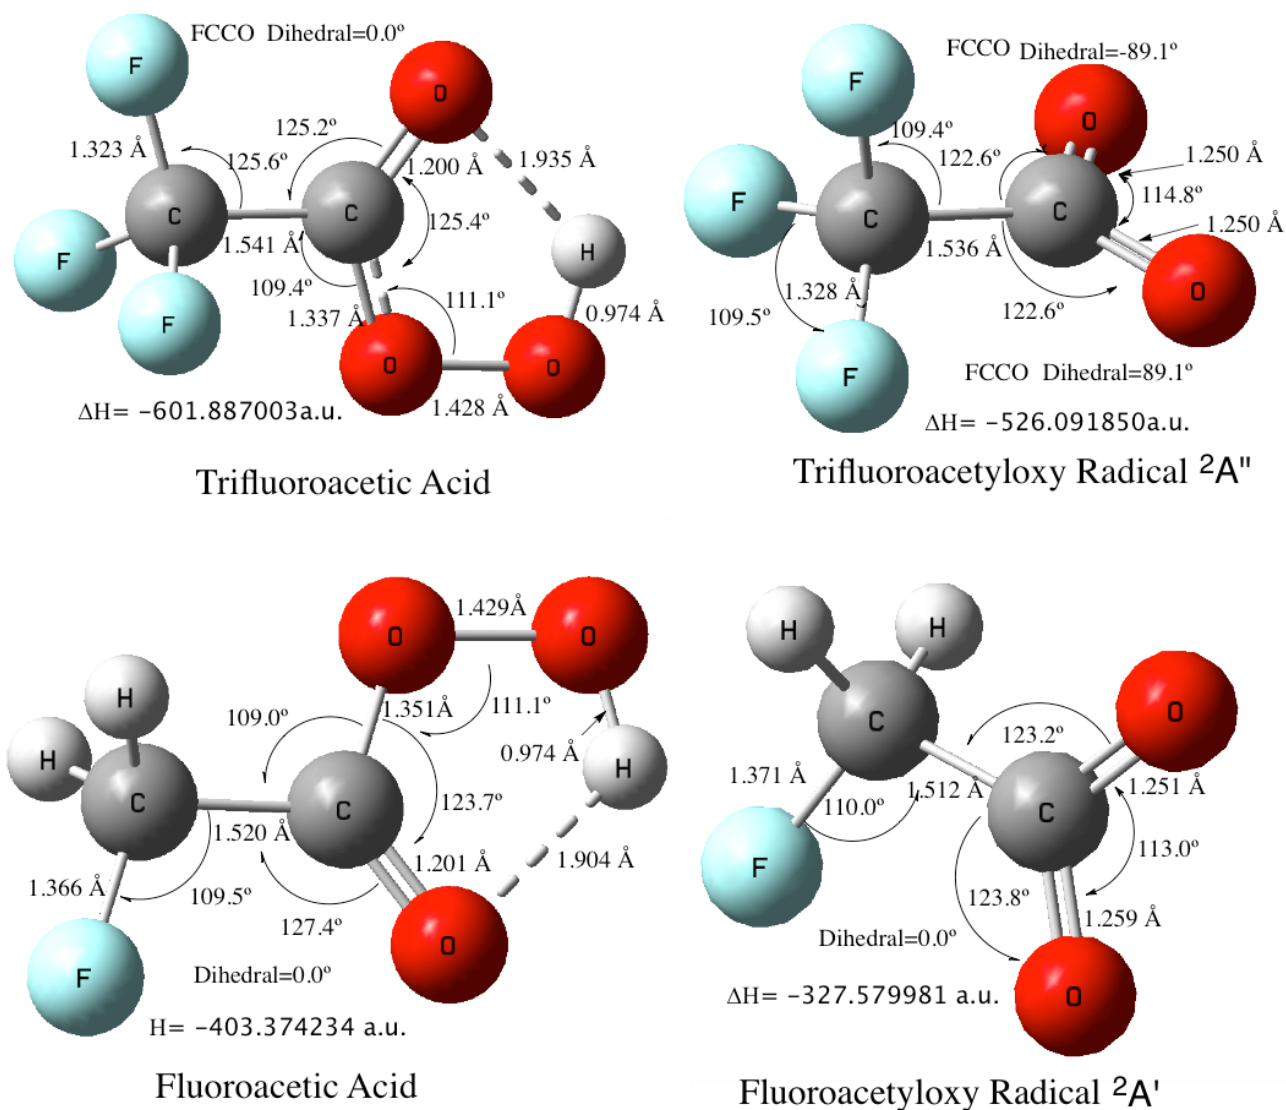 FCCO Dihedral=0.0º
F
O
1.323 Å
125.6º
125.2º
1.200 Å
1.935 Å
C
C
125.4º
H
F
1.541 Å
109.4º
F
1.337 Å
111.1º
0.974 Å
O
O
1.428 Å
ΔH= −601.887003a.u.
Trifluoroacetic Acid
FCCO Dihedral=-89.1º
F
O
109.4º
122.6º
1.250 Å
F
114.8º
C
C
1.536 Å
1.250 Å
1.328 Å
109.5º
122.6º
O
F
FCCO Dihedral=89.1º
ΔH= −526.091850a.u.
Trifluoroacetyloxy Radical ²A"
1.429Å
O
O
H
109.0º
1.351Å
111.1º
0.974 Å
H
H
C
C
123.7º
1.520 Å
1.201 Å
1.904 Å
1.366 Å
109.5º
127.4º
F
O
Dihedral=0.0º
H= −403.374234 a.u.
Fluoroacetic Acid
H
H
O
C
123.2º
1.371 Å
1.512 Å
1.251 Å
110.0º
C
F
113.0º
123.8º
1.259 Å
Dihedral=0.0º
O
ΔH= −327.579981 a.u.
Fluoroacetyloxy Radical ²A'